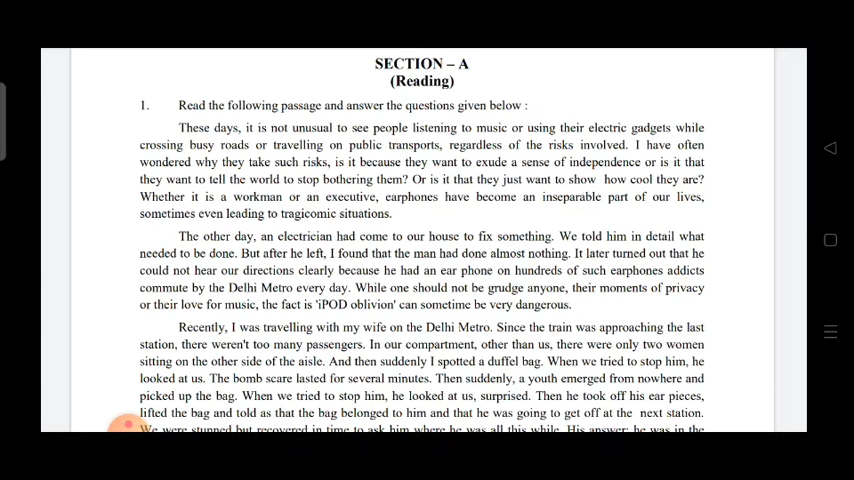 SECTION – A
(Reading)
1. Read the following passage and answer the questions given below :
These days, it is not unusual to see people listening to music or using their electric gadgets while
crossing busy roads or travelling on public transports, regardless of the risks involved. I have often
wondered why they take such risks, is it because they want to exude a sense of independence or is it that
they want to tell the world to stop bothering them? Or is it that they just want to show how cool they are?
Whether it is a workman or an executive, earphones have become an inseparable part of our lives,
sometimes even leading to tragicomic situations.
The other day, an electrician had come to our house to fix something. We told him in detail what
needed to be done. But after he left, I found that the man had done almost nothing. It later turned out that he
could not hear our directions clearly because he had an ear phone on hundreds of such earphones addicts
commute by the Delhi Metro every day. While one should not be grudge anyone, their moments of privacy
or their love for music, the fact is 'iPOD oblivion' can sometime be very dangerous.
Recently, I was travelling with my wife on the Delhi Metro. Since the train was approaching the last
station, there weren't too many passengers. In our compartment, other than us, there were only two women
sitting on the other side of the aisle. And then suddenly I spotted a duffel bag. When we tried to stop him, he
looked at us. The bomb scare lasted for several minutes. Then suddenly, a youth emerged from nowhere and
picked up the bag. When we tried to stop him, he looked at us, surprised. Then he took off his ear pieces,
lifted the bag and told as that the bag belonged to him and that he was going to get off at the next station.
We were stunned but recovered in time to ask him where he was all this while. His answer: he was in the